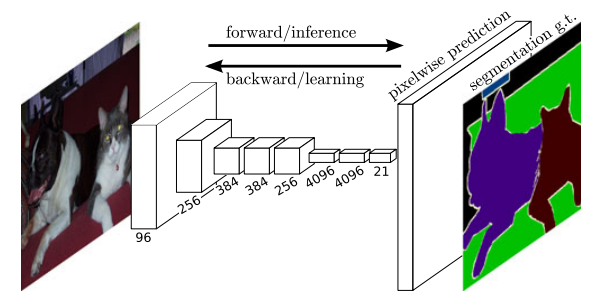 forward/inference
backward/learning
pixelwise prediction
segmentation g.t.
96
256
384
384
256
4096
4096
21